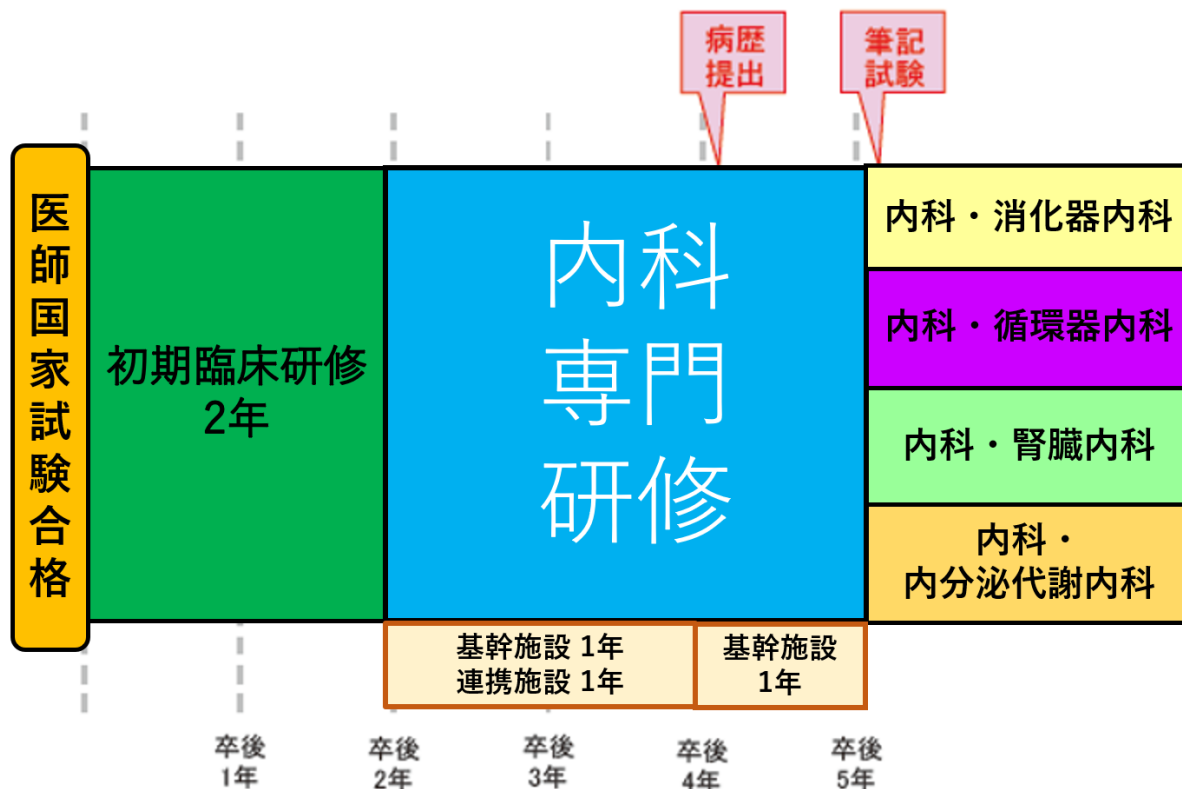 病歴
提出
筆記
試験
医師国家試験合格
初期臨床研修
2年
内科
専門
研修
内科・消化器内科
内科・循環器内科
内科・腎臓内科
内科・
内分泌代謝内科
基幹施設 1年
連携施設 1年
基幹施設
1年
卒後
1年
卒後
2年
卒後
3年
卒後
4年
卒後
5年